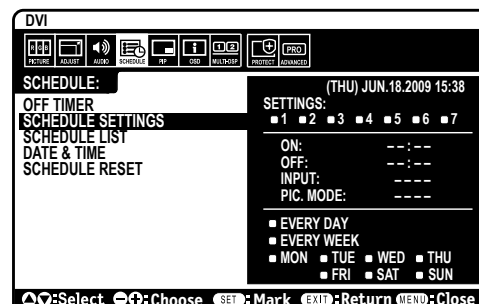 DVI
RGB
PICTURE ADJUST AUDIO SCHEDULE PIP OSD MULTI-DSP PROTECT ADVANCED
1 2
PRO
SCHEDULE:
OFF TIMER
SCHEDULE SETTINGS
SCHEDULE LIST
DATE & TIME
SCHEDULE RESET
(THU) JUN.18.2009 15:38
SETTINGS:
■1 ■2 ■3 ■4 ■5 ■6 ■7
ON: --:--
OFF: --:--
INPUT: ----
PIC. MODE: ----
■ EVERY DAY
■ EVERY WEEK
■ MON ■ TUE ■ WED ■ THU
■ FRI ■ SAT ■ SUN
:Select :Choose SET:Mark EXIT:Return MENU:Close